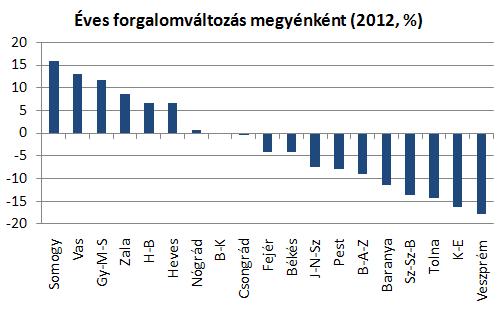 Éves forgalomváltozás megyénként (2012, %)
20
15
10
5
0
-5
-10
-15
-20
Somogy
Vas
Gy-M-S
Zala
H-B
Heves
Nógrád
B-K
Csongrád
Fejér
Békés
J-N-Sz
Pest
B-A-Z
Baranya
Sz-Sz-B
Tolna
K-E
Veszprém